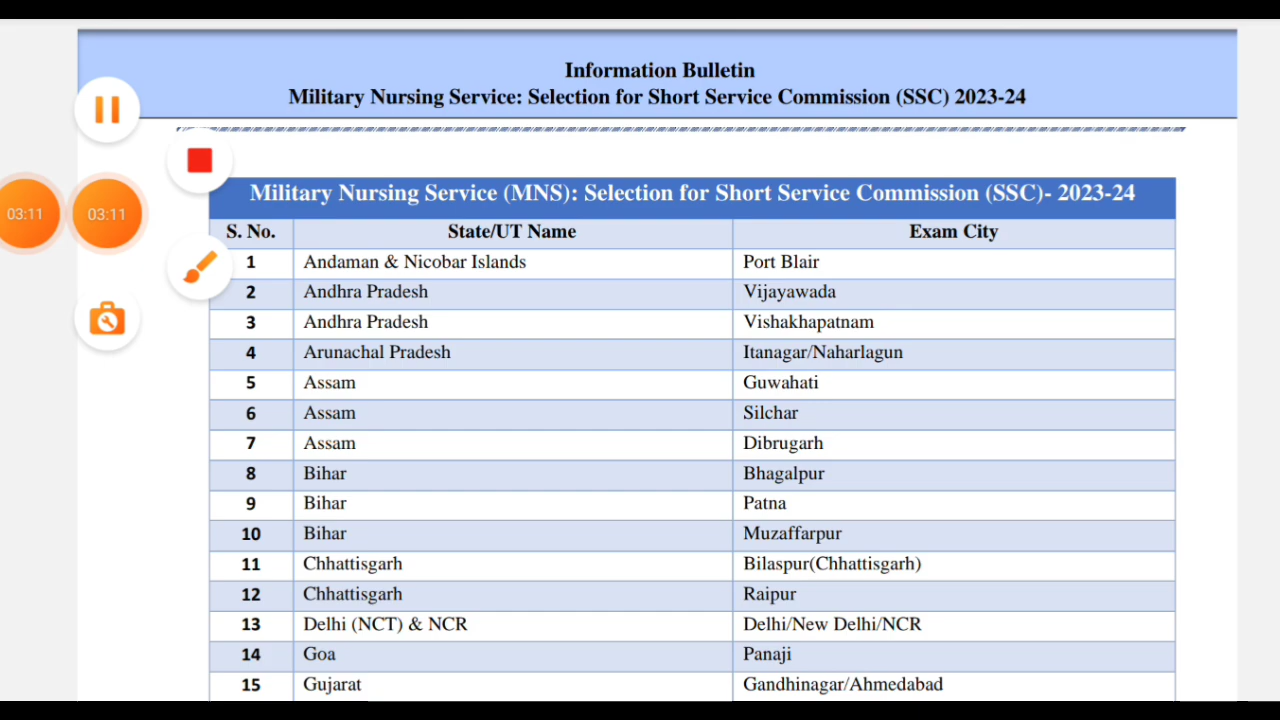 Information Bulletin
Military Nursing Service: Selection for Short Service Commission (SSC) 2023-24
03:11
03:11
Military Nursing Service (MNS): Selection for Short Service Commission (SSC)- 2023-24
S. No. State/UT Name Exam City
1 Andaman & Nicobar Islands Port Blair
2 Andhra Pradesh Vijayawada
3 Andhra Pradesh Vishakhapatnam
4 Arunachal Pradesh Itanagar/Naharlagun
5 Assam Guwahati
6 Assam Silchar
7 Assam Dibrugarh
8 Bihar Bhagalpur
9 Bihar Patna
10 Bihar Muzaffarpur
11 Chhattisgarh Bilaspur(Chhattisgarh)
12 Chhattisgarh Raipur
13 Delhi (NCT) & NCR Delhi/New Delhi/NCR
14 Goa Panaji
15 Gujarat Gandhinagar/Ahmedabad